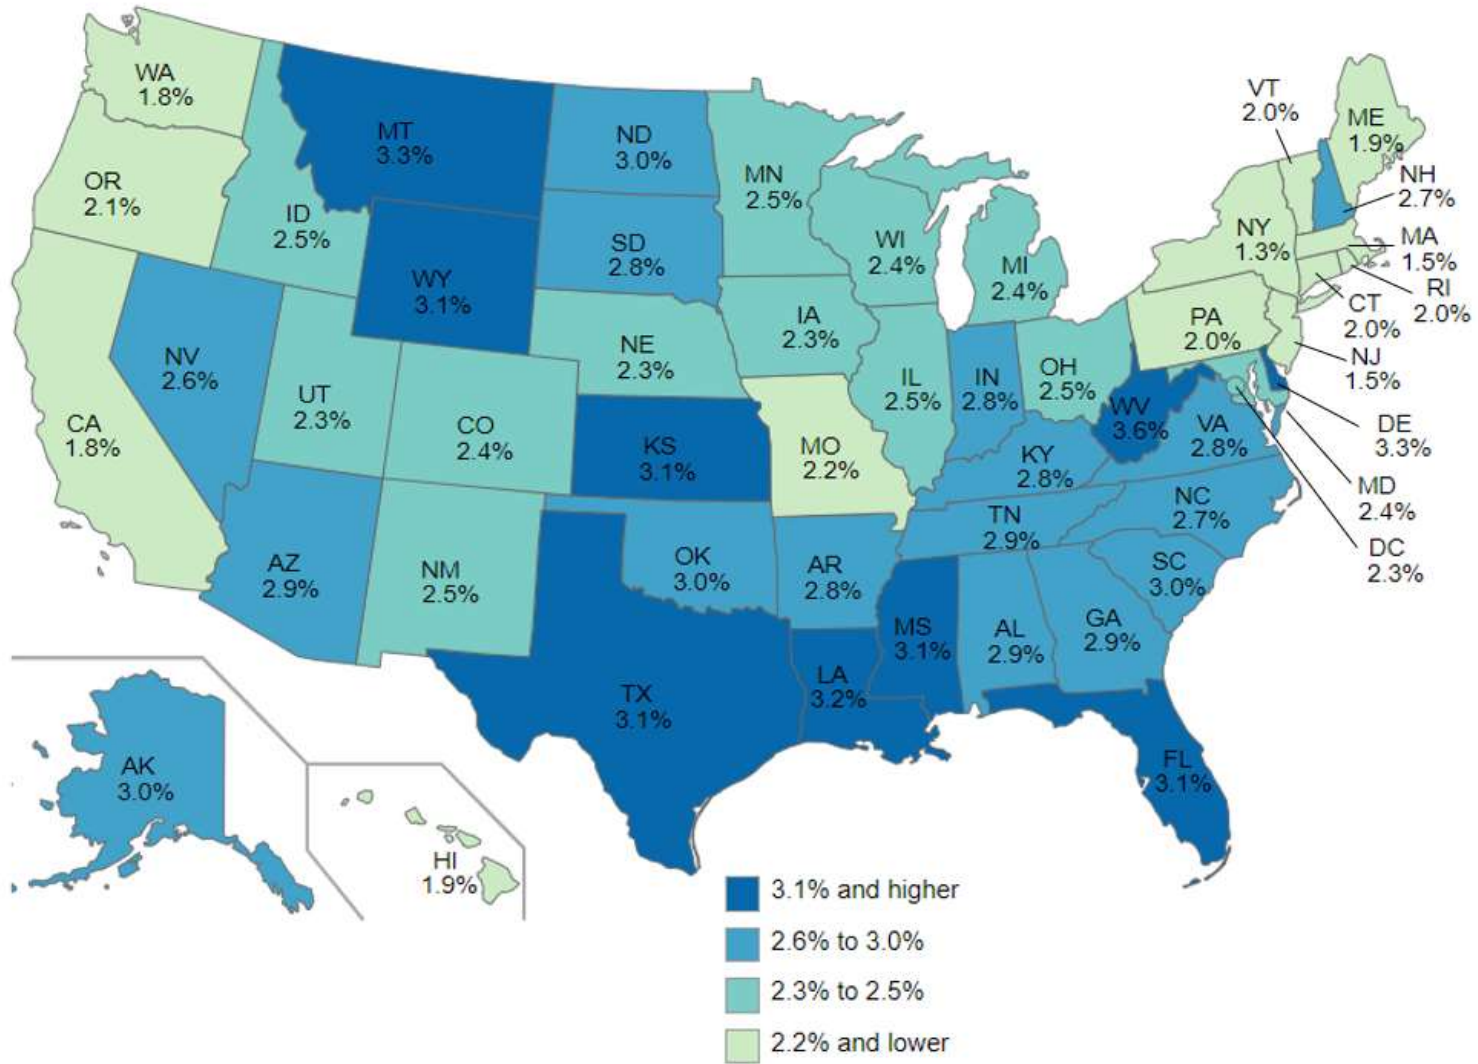 WA
1.8%
MT
3.3%
ND
3.0%
MN
2.5%
VT
2.0%
ME
1.9%
OR
2.1%
ID
2.5%
SD
2.8%
WI
2.4%
MI
2.4%
NY
1.3%
NH
2.7%
MA
1.5%
RI
2.0%
CT
2.0%
WY
3.1%
IA
2.3%
PA
2.0%
NJ
1.5%
NV
2.6%
NE
2.3%
IL
2.5%
IN
2.8%
OH
2.5%
UT
2.3%
CO
2.4%
CA
1.8%
KS
3.1%
MO
2.2%
WV
3.6%
VA
2.8%
DE
3.3%
KY
2.8%
MD
2.4%
NC
2.7%
TN
2.9%
DC
2.3%
AZ
2.9%
NM
2.5%
OK
3.0%
AR
2.8%
SC
3.0%
MS
3.1%
AL
2.9%
GA
2.9%
TX
3.1%
LA
3.2%
FL
3.1%
AK
3.0%
HI
1.9%
3.1% and higher
2.6% to 3.0%
2.3% to 2.5%
2.2% and lower